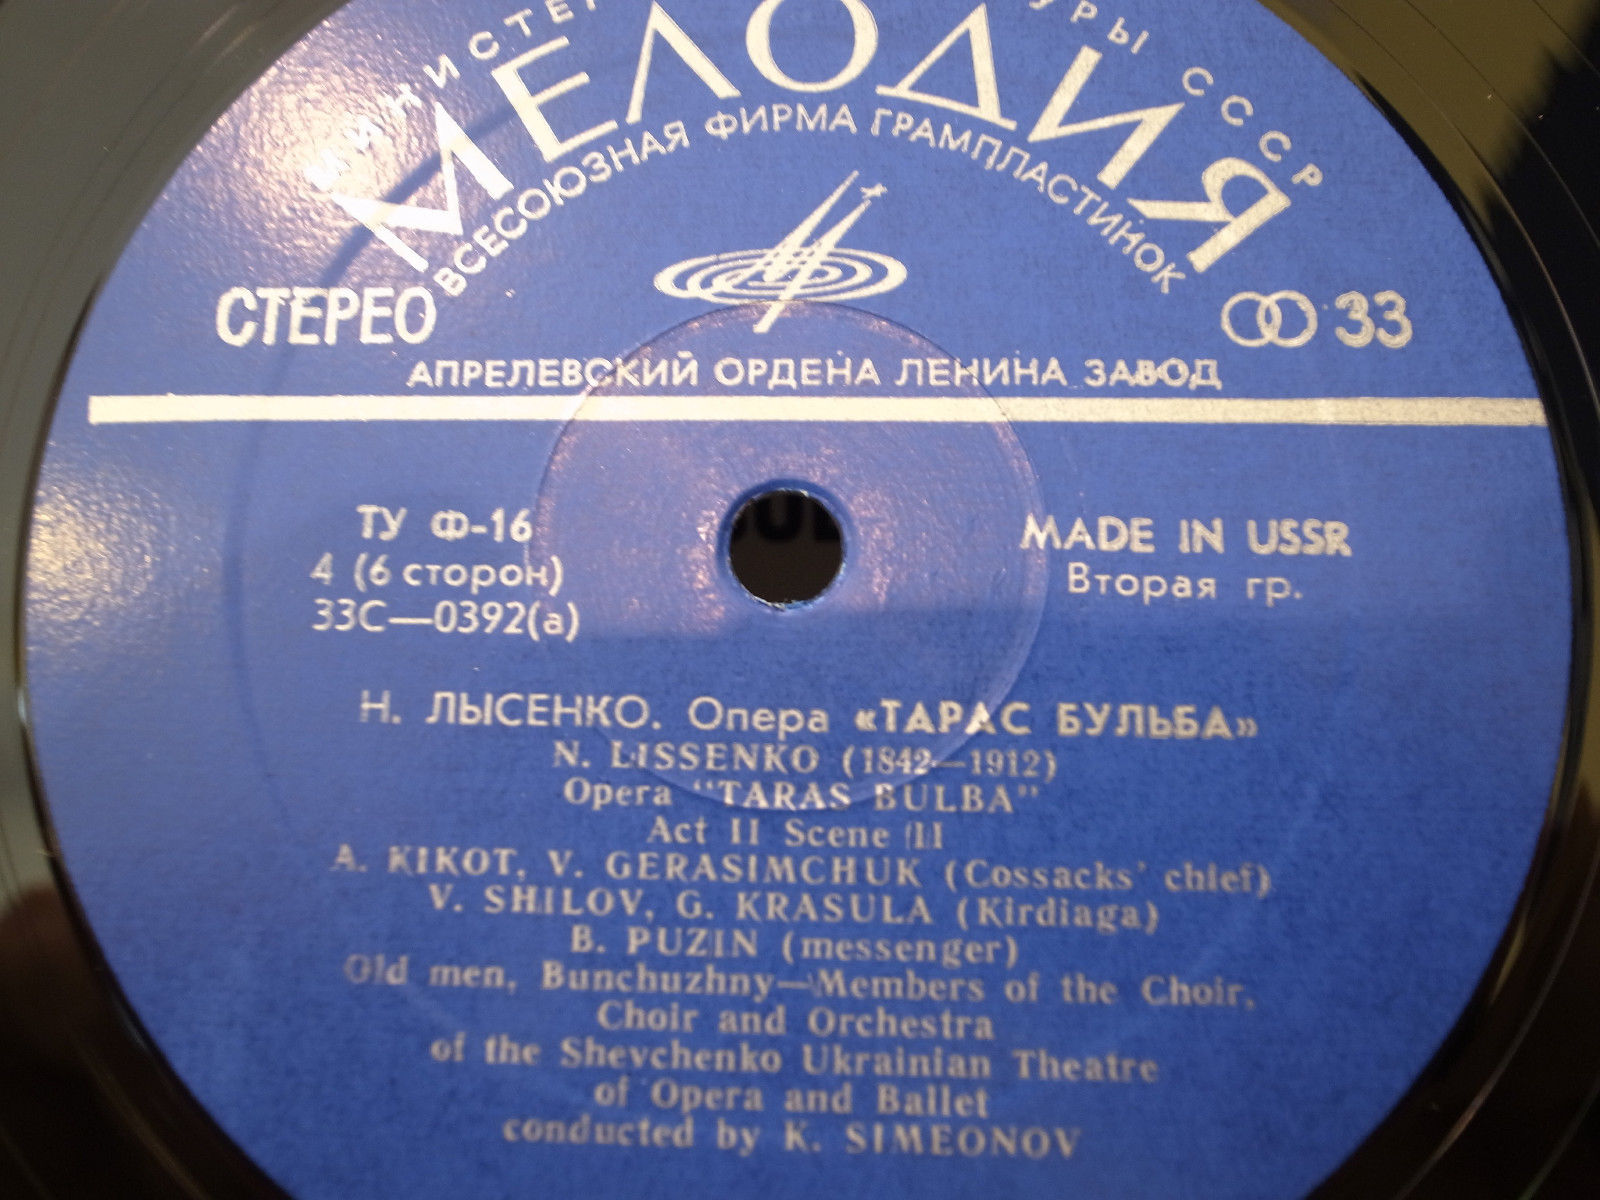 МЕЛОДИЯ
ВСЕСОЮЗНАЯ ФИРМА ГРАМПЛАСТИНОК
СССР
СТЕРЕО
33
АПРЕЛЕВСКИЙ ОРДЕНА ЛЕНИНА ЗАВОД
ТУ Ф-16
4 (6 сторон)
33С—0392(а)
MADE IN USSR
Вторая гр.
Н. ЛЫСЕНКО. Опера «ТАРАС БУЛЬБА»
N. LISSENKO (1842—1912)
Opera "TARAS BULBA"
Act II Scene III
A. KIKOT, V. GERASIMCHUK (Cossacks' chief)
V. SHILOV, G. KRASULA (Kirdiaga)
B. PUZIN (messenger)
Old men, Bunchuzhny—Members of the Choir,
Choir and Orchestra
of the Shevchenko Ukrainian Theatre
of Opera and Ballet
conducted by K. SIMEONOV